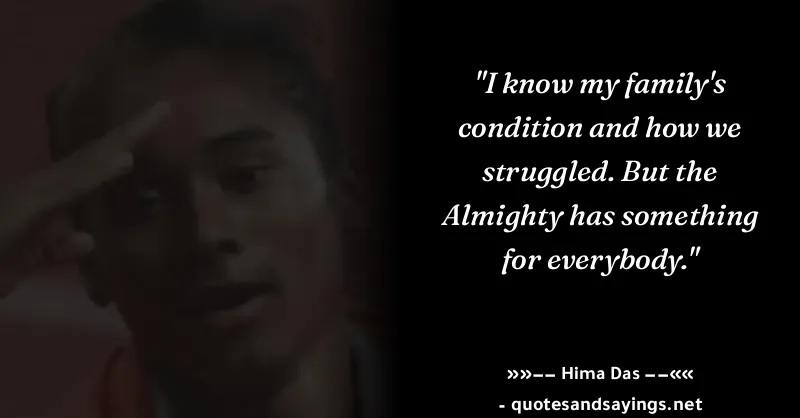 "I know my family's
condition and how we
struggled. But the
Almighty has something
for everybody."
»»−− Hima Das −−««
- quotesandsayings.net